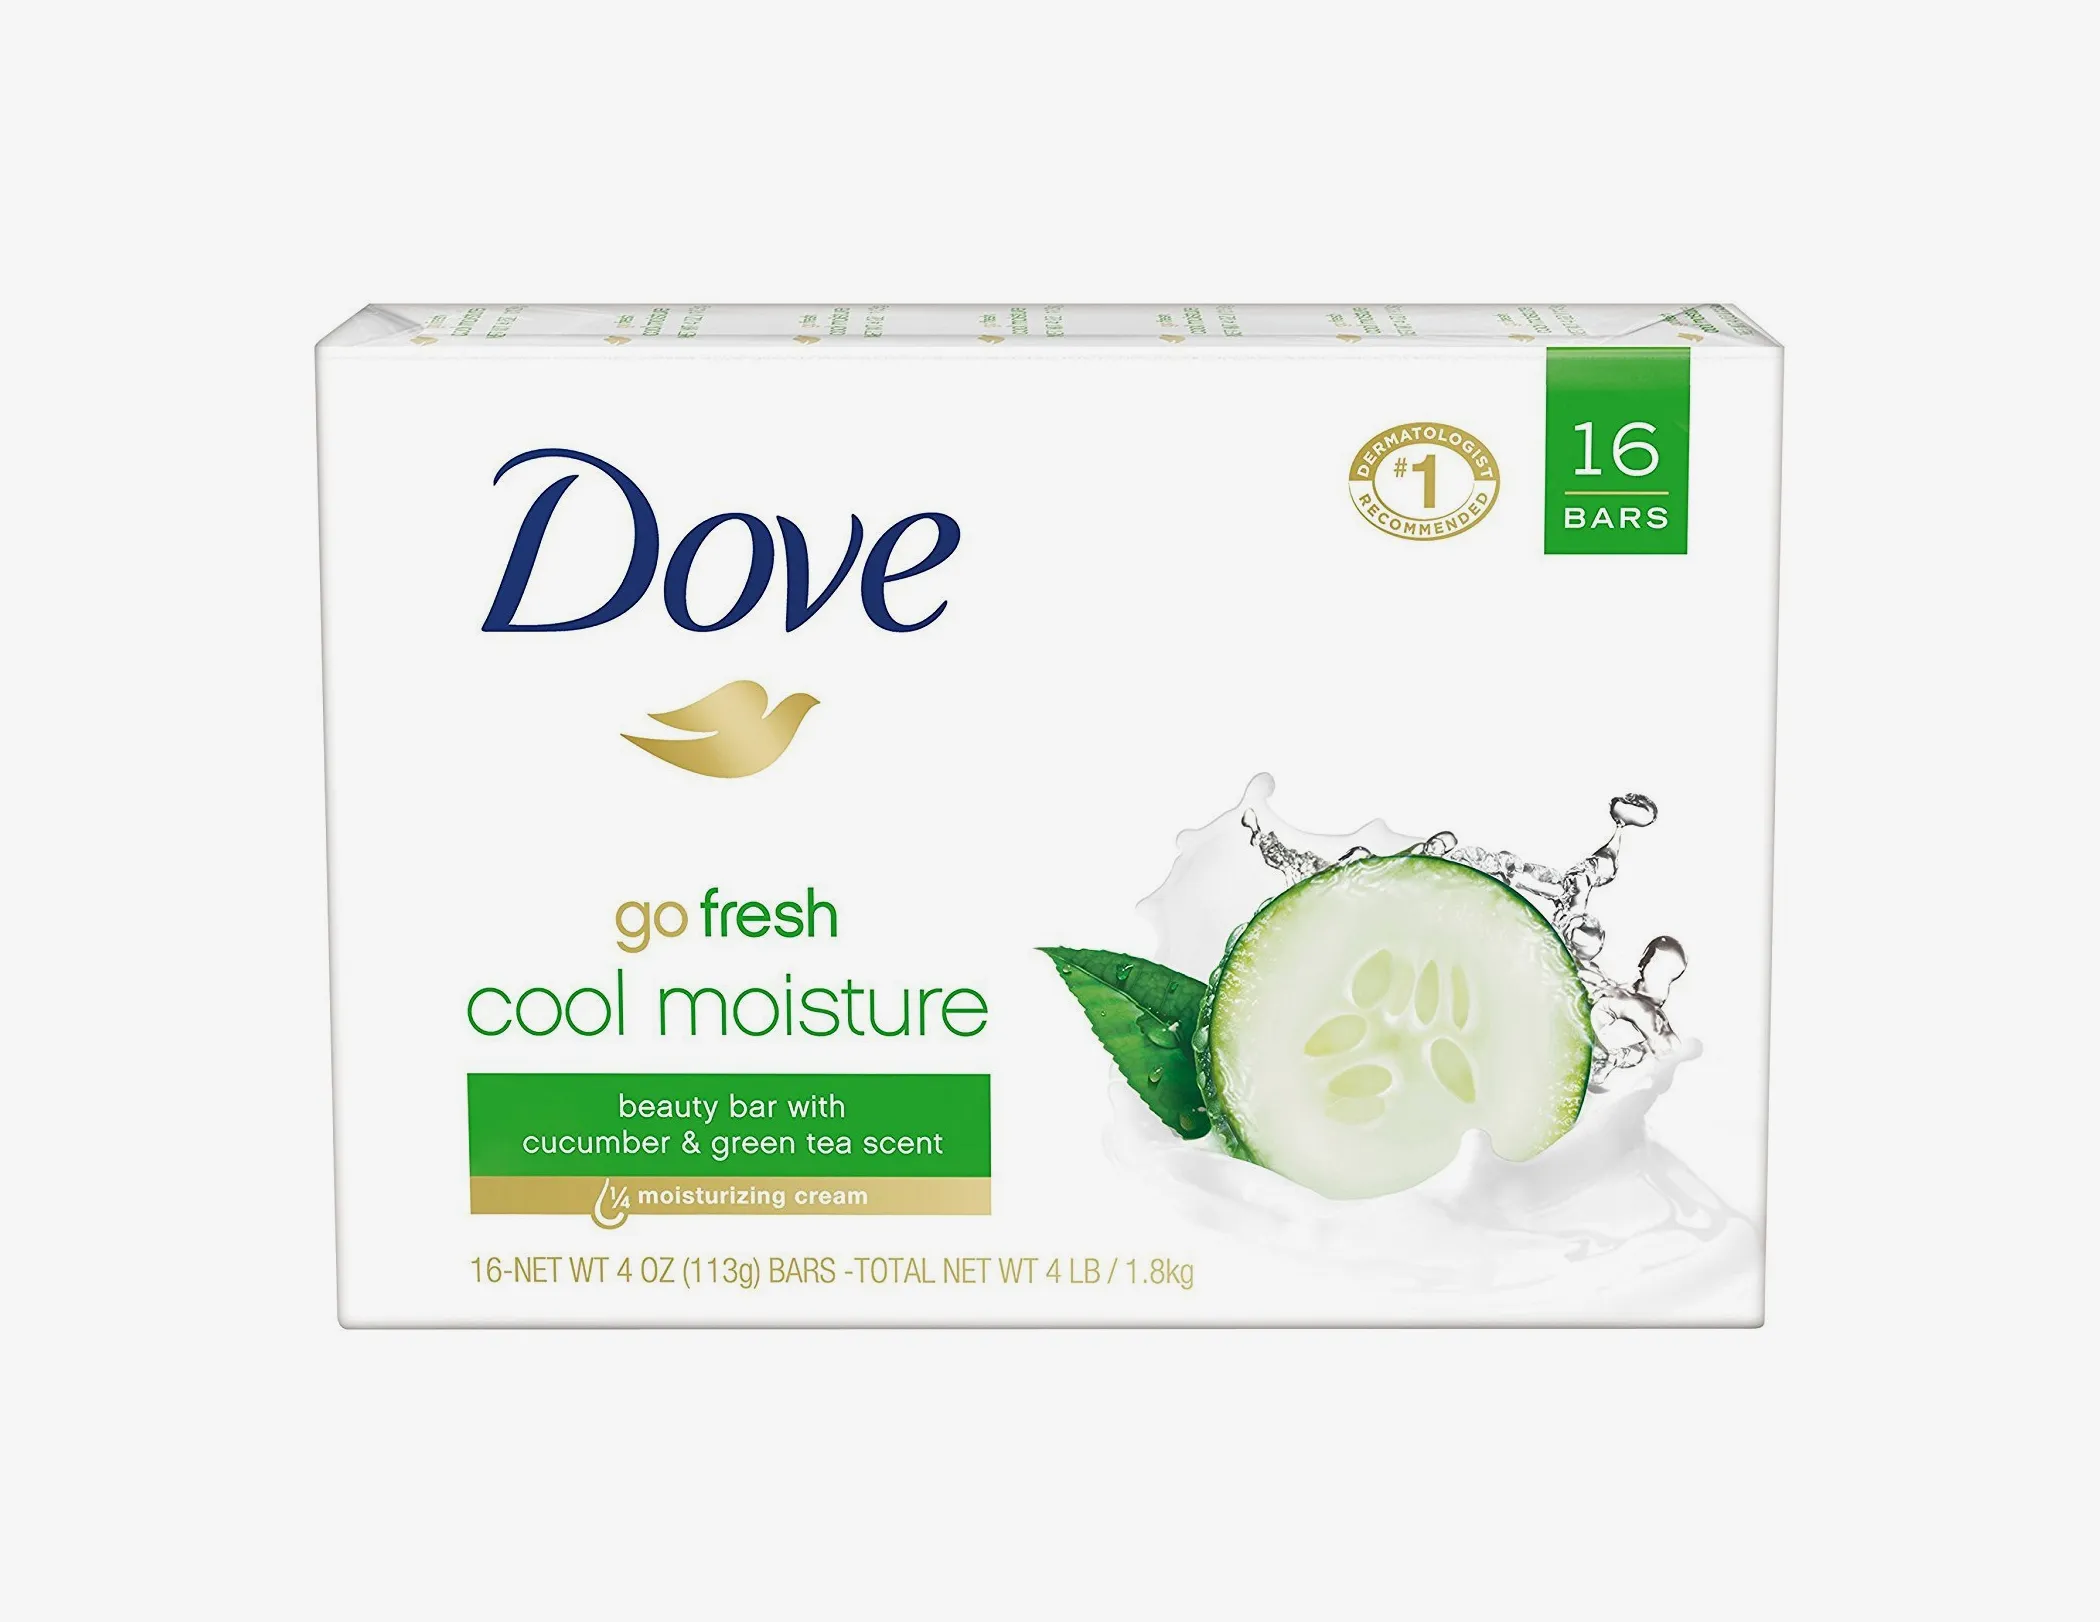 Dove
DERMATOLOGIST
#1
RECOMMENDED
16
BARS
go fresh
cool moisture
beauty bar with
cucumber & green tea scent
1/4 moisturizing cream
16-NET WT 4 OZ (113g) BARS -TOTAL NET WT 4 LB / 1.8kg